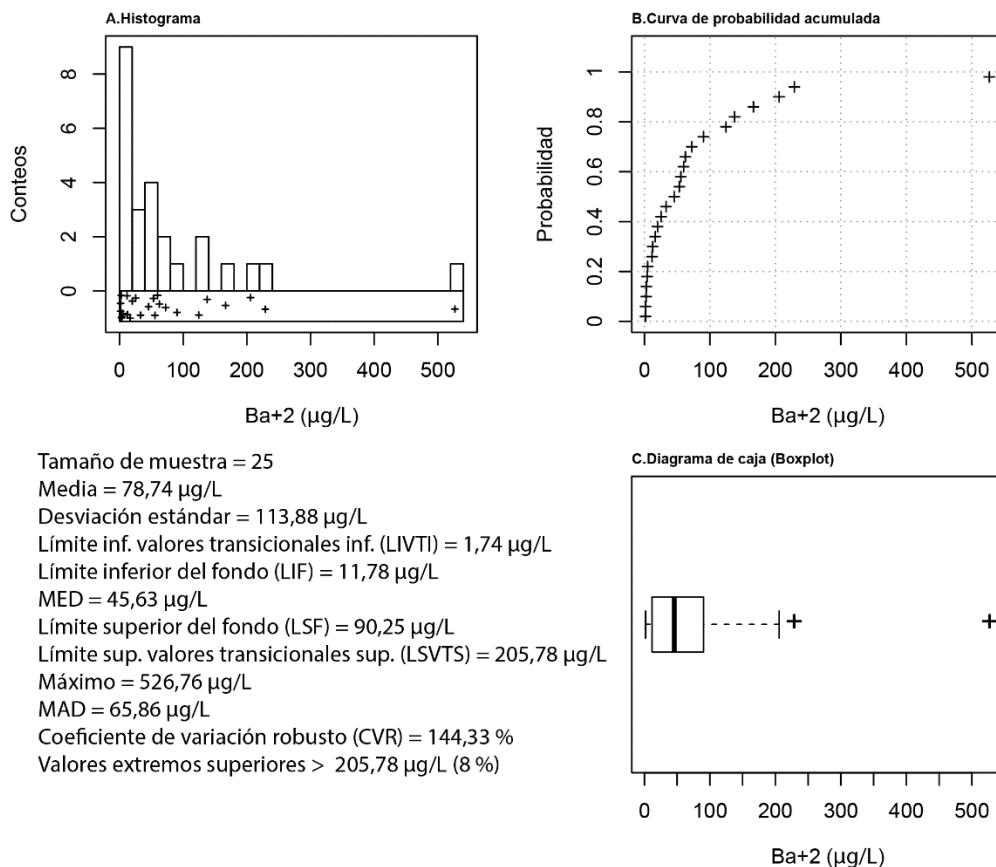 A.Histograma
8
6
4
2
0
Conteos
0 100 200 300 400 500
Ba+2 (µg/L)
B.Curva de probabilidad acumulada
1
0.8
0.6
0.4
0.2
0
Probabilidad
0 100 200 300 400 500
Ba+2 (µg/L)
Tamaño de muestra = 25
Media = 78,74 µg/L
Desviación estándar = 113,88 µg/L
Límite inf. valores transicionales inf. (LIVTI) = 1,74 µg/L
Límite inferior del fondo (LIF) = 11,78 µg/L
MED = 45,63 µg/L
Límite superior del fondo (LSF) = 90,25 µg/L
Límite sup. valores transicionales sup. (LSVTS) = 205,78 µg/L
Máximo = 526,76 µg/L
MAD = 65,86 µg/L
Coeficiente de variación robusto (CVR) = 144,33 %
Valores extremos superiores > 205,78 µg/L (8 %)
C.Diagrama de caja (Boxplot)
0 100 200 300 400 500
Ba+2 (µg/L)